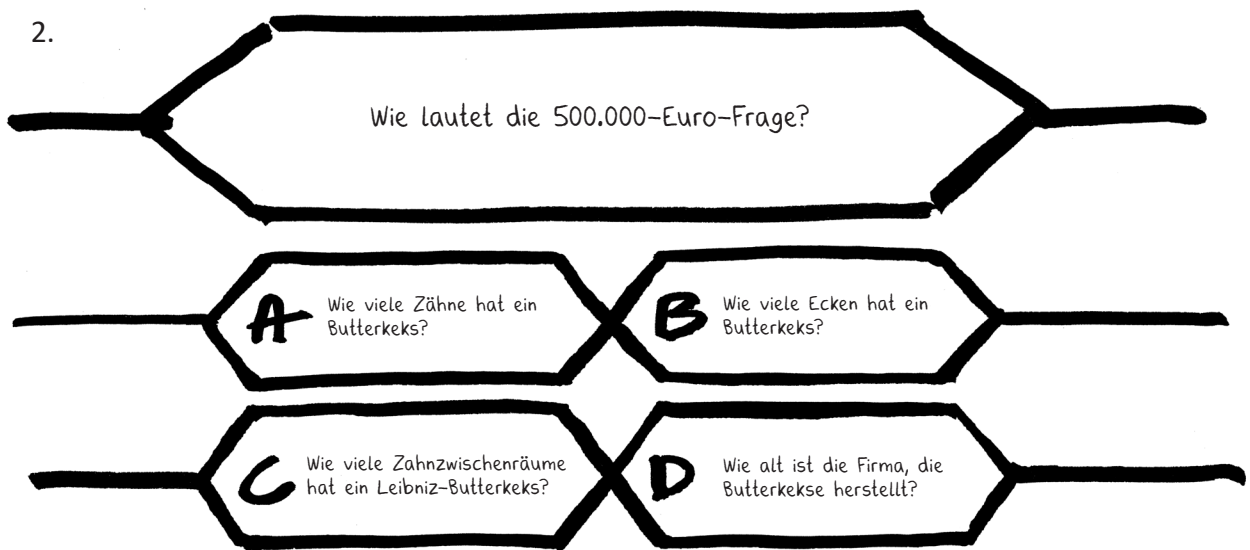 2.
Wie lautet die 500.000-Euro-Frage?
A
Wie viele Zähne hat ein
Butterkeks?
B
Wie viele Ecken hat ein
Butterkeks?
C
Wie viele Zahnzwischenräume
hat ein Leibniz-Butterkeks?
D
Wie alt ist die Firma, die
Butterkekse herstellt?